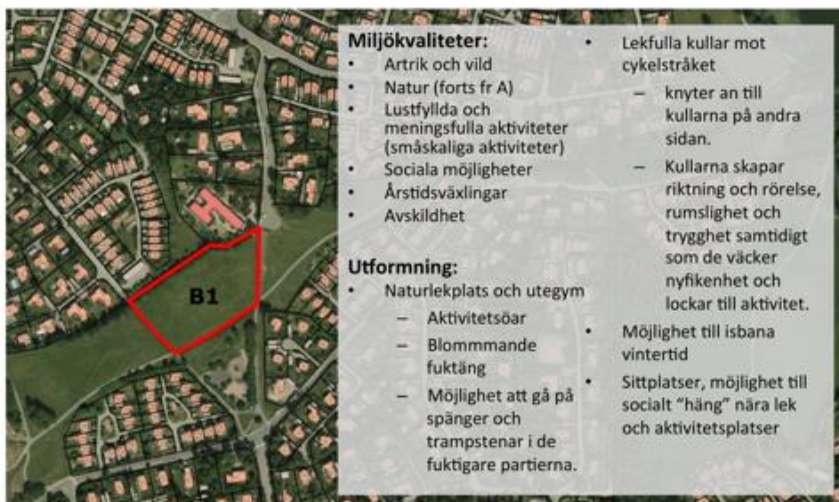 B1
Miljökvaliteter:
• Artrik och vild
• Natur (forts fr A)
• Lustfyllda och
meningsfulla aktiviteter
(småskaliga aktiviteter)
• Sociala möjligheter
• Årstidsväxlingar
• Avskildhet
Utformning:
• Naturlekplats och utegym
– Aktivitetsöar
– Blommmande
fuktäng
– Möjlighet att gå på
spänger och
trampstenar i de
fuktigare partierna.
• Lekfulla kullar mot
cykelstråket
– knyter an till
kullarna på andra
sidan.
– Kullarna skapar
riktning och rörelse,
rumslighet och
trygghet samtidigt
som de väcker
nyfikenhet och
lockar till aktivitet.
• Möjlighet till isbana
vintertid
• Sittplatser, möjlighet till
socialt "häng" nära lek
och aktivitetsplatser